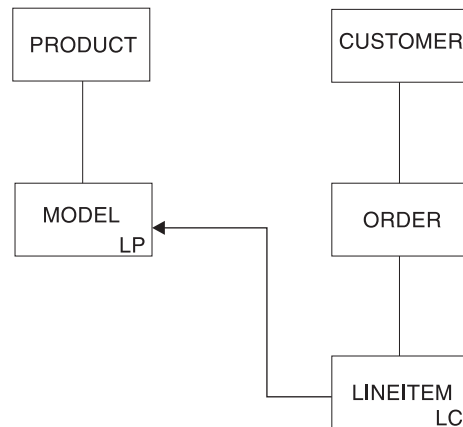 PRODUCT
CUSTOMER
MODEL
LP
ORDER
LINEITEM
LC